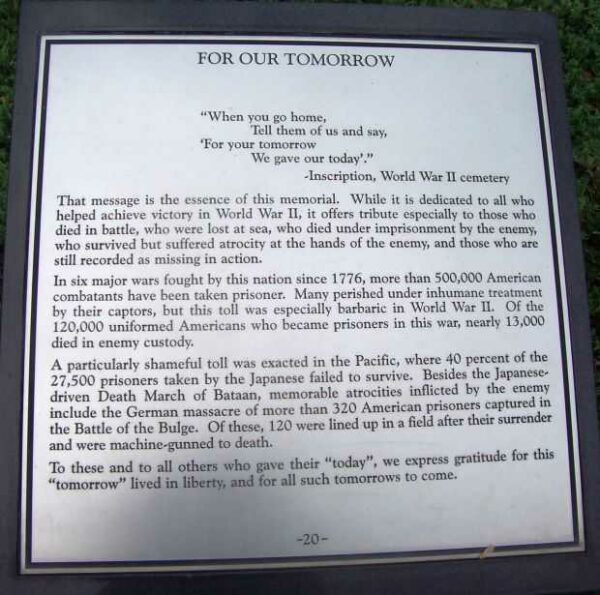 FOR OUR TOMORROW
“When you go home,
Tell them of us and say,
‘For your tomorrow
We gave our today’.”
-Inscription, World War II cemetery
That message is the essence of this memorial. While it is dedicated to all who
helped achieve victory in World War II, it offers tribute especially to those who
died in battle, who were lost at sea, who died under imprisonment by the enemy,
who survived but suffered atrocity at the hands of the enemy, and those who are
still recorded as missing in action.
In six major wars fought by this nation since 1776, more than 500,000 American
combatants have been taken prisoner. Many perished under inhumane treatment
by their captors, but this toll was especially barbaric in World War II. Of the
120,000 uniformed Americans who became prisoners in this war, nearly 13,000
died in enemy custody.
A particularly shameful toll was exacted in the Pacific, where 40 percent of the
27,500 prisoners taken by the Japanese failed to survive. Besides the Japanese-
driven Death March of Bataan, memorable atrocities inflicted by the enemy
include the German massacre of more than 320 American prisoners captured in
the Battle of the Bulge. Of these, 120 were lined up in a field after their surrender
and were machine-gunned to death.
To these and to all others who gave their “today”, we express gratitude for this
“tomorrow” lived in liberty, and for all such tomorrows to come.
-20-